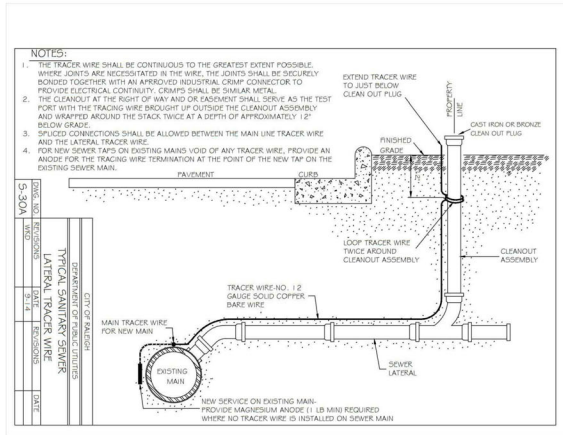 NOTES:
1. THE TRACER WIRE SHALL BE CONTINUOUS TO THE GREATEST EXTENT POSSIBLE.
WHERE JOINTS ARE NECESSITATED IN THE WIRE, THE JOINTS SHALL BE SECURELY
BONDED TOGETHER WITH AN APRROVED INDUSTRIAL CRIMP CONNECTOR TO
PROVIDE ELECTRICAL CONTINUITY. CRIMPS SHALL BE SIMILAR METAL.
2. THE CLEANOUT AT THE RIGHT OF WAY AND OR EASEMENT SHALL SERVE AS THE TEST
PORT WITH THE TRACING WIRE BROUGHT UP OUTSIDE THE CLEANOUT ASSEMBLY
AND WRAPPED AROUND THE STACK TWICE AT A DEPTH OF APPROXIMATELY 12"
BELOW GRADE.
3. SPLICED CONNECTIONS SHALL BE ALLOWED BETWEEN THE MAIN LINE TRACER WIRE
AND THE LATERAL TRACER WIRE.
4. FOR NEW SEWER TAPS ON EXISTING MAINS VOID OF ANY TRACER WIRE, PROVIDE AN
ANODE FOR THE TRACING WIRE TERMINATION AT THE POINT OF THE NEW TAP ON THE
EXISTING SEWER MAIN.
EXTEND TRACER WIRE
TO JUST BELOW
CLEAN OUT PLUG
PROPERTY
LINE
CAST IRON OR BRONZE
CLEAN OUT PLUG
FINISHED
GRADE
PAVEMENT
CURB
12"
LOOP TRACER WIRE
TWICE AROUND
CLEANOUT ASSEMBLY
CLEANOUT
ASSEMBLY
TRACER WIRE-NO. 12
GAUGE SOLID COPPER
BARE WIRE
MAIN TRACER WIRE
FOR NEW MAIN
SEWER
LATERAL
EXISTING
MAIN
NEW SERVICE ON EXISTING MAIN-
PROVIDE MAGNESIUM ANODE (1 LB MIN) REQUIRED
WHERE NO TRACER WIRE IS INSTALLED ON SEWER MAIN
CITY OF RALEIGH
DEPARTMENT OF PUBLIC UTILITIES
TYPICAL SANITARY SEWER
LATERAL TRACER WIRE
DWG. NO. REVISIONS DATE REVISIONS DATE
S-30A WKD 9-14